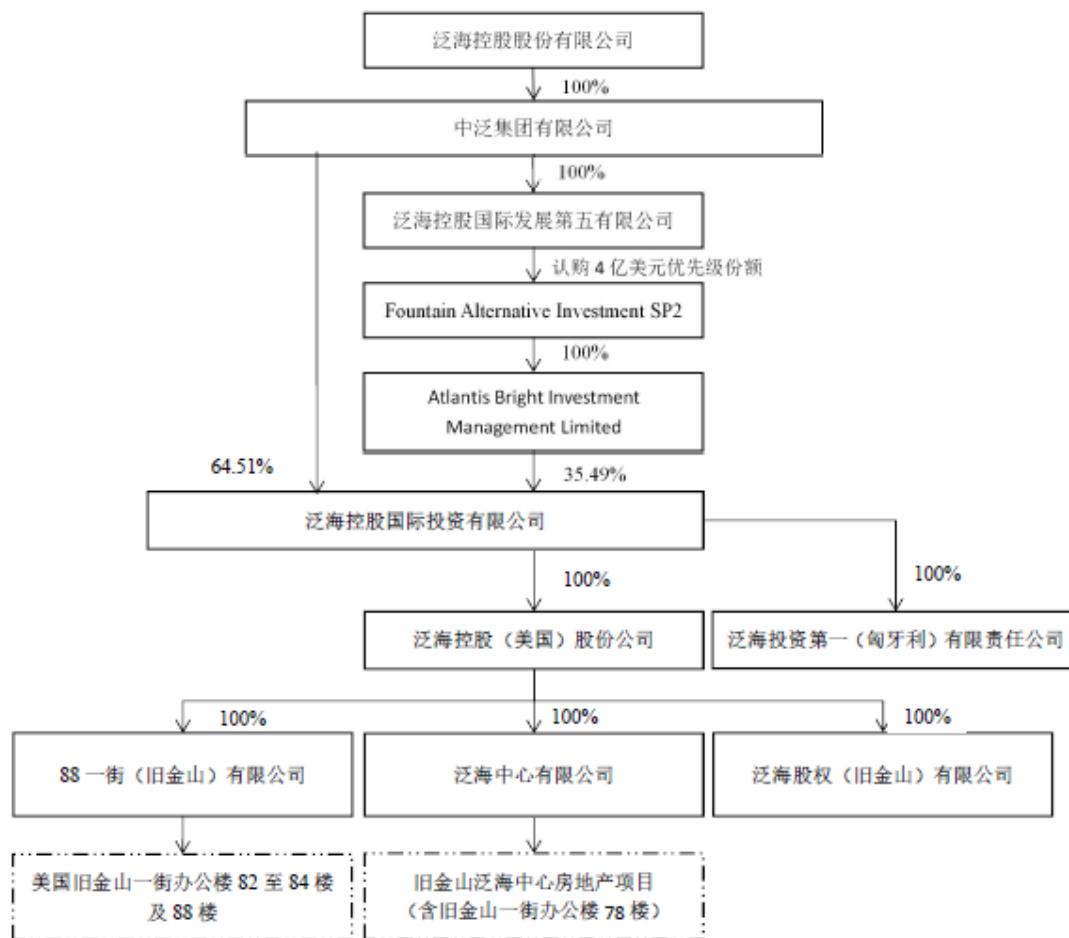 泛海控股股份有限公司
100%
中泛集团有限公司
100%
泛海控股国际发展第五有限公司
认购 4 亿美元优先级份额
Fountain Alternative Investment SP2
100%
Atlantis Bright Investment
Management Limited
64.51%
35.49%
泛海控股国际投资有限公司
100%
100%
泛海控股（美国）股份公司
泛海投资第一（匈牙利）有限责任公司
100%
100%
100%
88 一街（旧金山）有限公司
泛海中心有限公司
泛海股权（旧金山）有限公司
美国旧金山一街办公楼 82 至 84 楼
及 88 楼
旧金山泛海中心房地产项目
（含旧金山一街办公楼 78 楼）